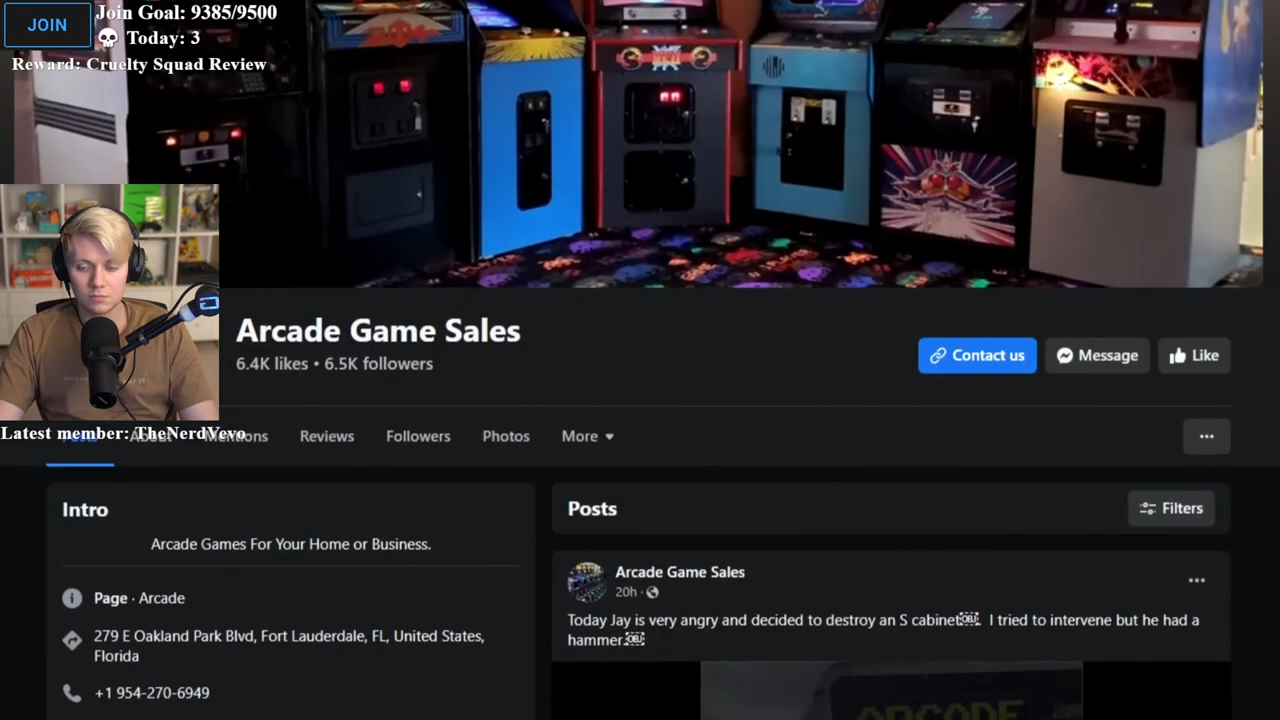 JOIN
Join Goal: 9385/9500
💀 Today: 3
Reward: Cruelty Squad Review
Arcade Game Sales
6.4K likes • 6.5K followers
Contact us
Message
Like
Latest member: TheNerdVevo
Posts
About
Mentions
Reviews
Followers
Photos
More
Intro
Arcade Games For Your Home or Business.
Page · Arcade
279 E Oakland Park Blvd, Fort Lauderdale, FL, United States,
Florida
+1 954-270-6949
Posts
Filters
Arcade Game Sales
20h ·
Today Jay is very angry and decided to destroy an S cabinet￼. I tried to intervene but he had a
hammer.￼
ARCADE